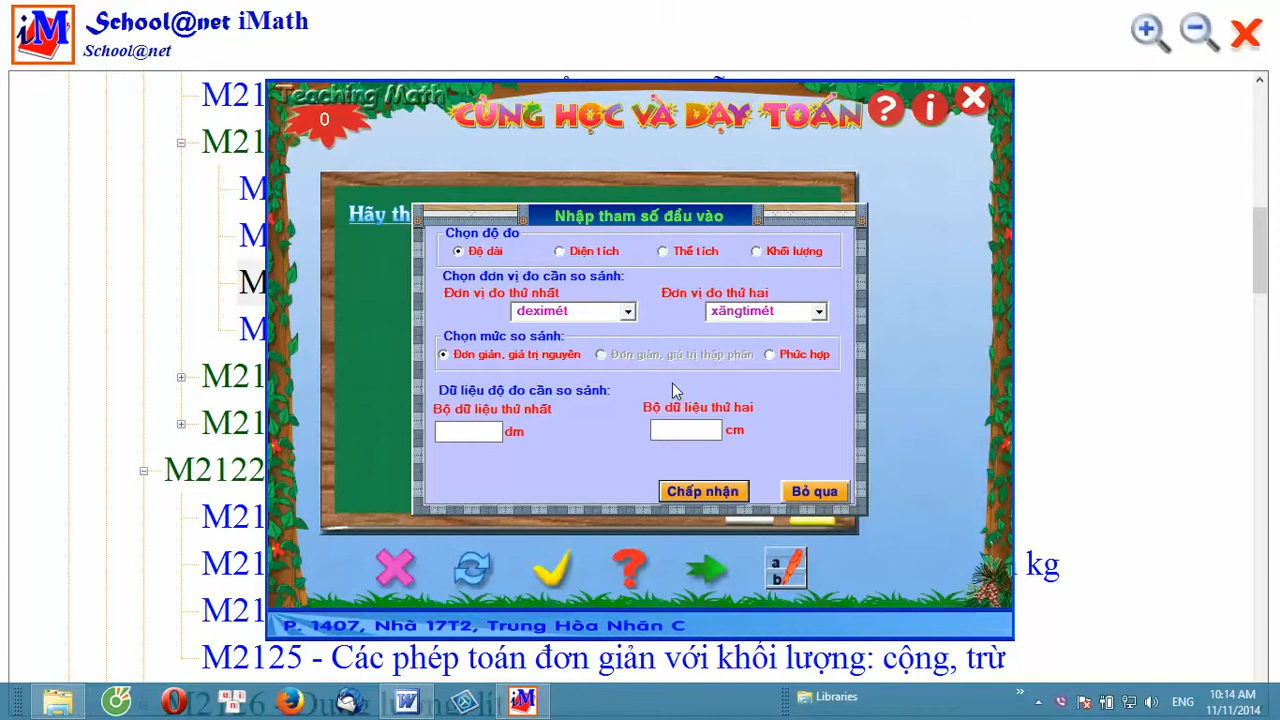 School@net iMath
School@net
Teaching Math
0
CÙNG HỌC VÀ DẠY TOÁN
? i X
M21
M21
M
M
M
M
M21
M21
M2122
M21
M21
kg
M21
M2125 - Các phép toán đơn giản với khối lượng: cộng, trừ
Hãy th
Nhập tham số đầu vào
Chọn độ đo
Độ dài Diện tích Thể tích Khối lượng
Chọn đơn vị đo cần so sánh:
Đơn vị đo thứ nhất Đơn vị đo thứ hai
deximét xăngtimét
Chọn mức so sánh:
Đơn giản, giá trị nguyên Đơn giản, giá trị thập phân Phức hợp
Dữ liệu độ đo cần so sánh:
Bộ dữ liệu thứ nhất Bộ dữ liệu thứ hai
dm cm
Chấp nhận Bỏ qua
a
b
P. 1407, Nhà 17T2, Trung Hòa Nhân C
Libraries
ENG
10:14 AM
11/11/2014